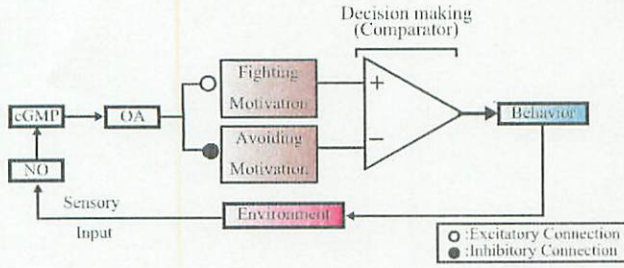 Decision making
(Comparator)
Fighting
Motivation
+
cGMP
OA
Behavior
Avoiding
Motivation
−
NO
Sensory
Environment
Input
:Excitatory Connection
:Inhibitory Connection